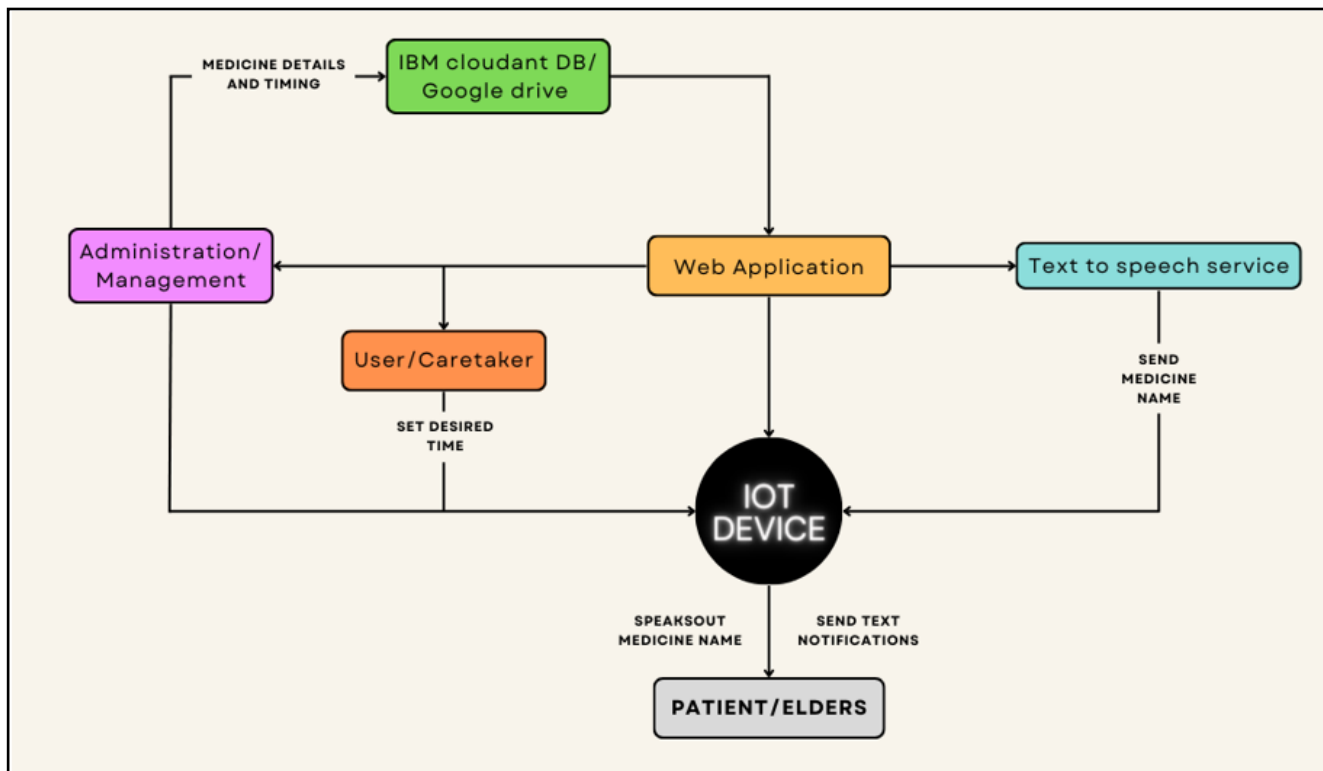 MEDICINE DETAILS
AND TIMING
IBM cloudant DB/
Google drive
Administration/
Management
Web Application
Text to speech service
User/Caretaker
SET DESIRED
TIME
SEND
MEDICINE
NAME
IOT
DEVICE
SPEAKSOUT
MEDICINE NAME
SEND TEXT
NOTIFICATIONS
PATIENT/ELDERS